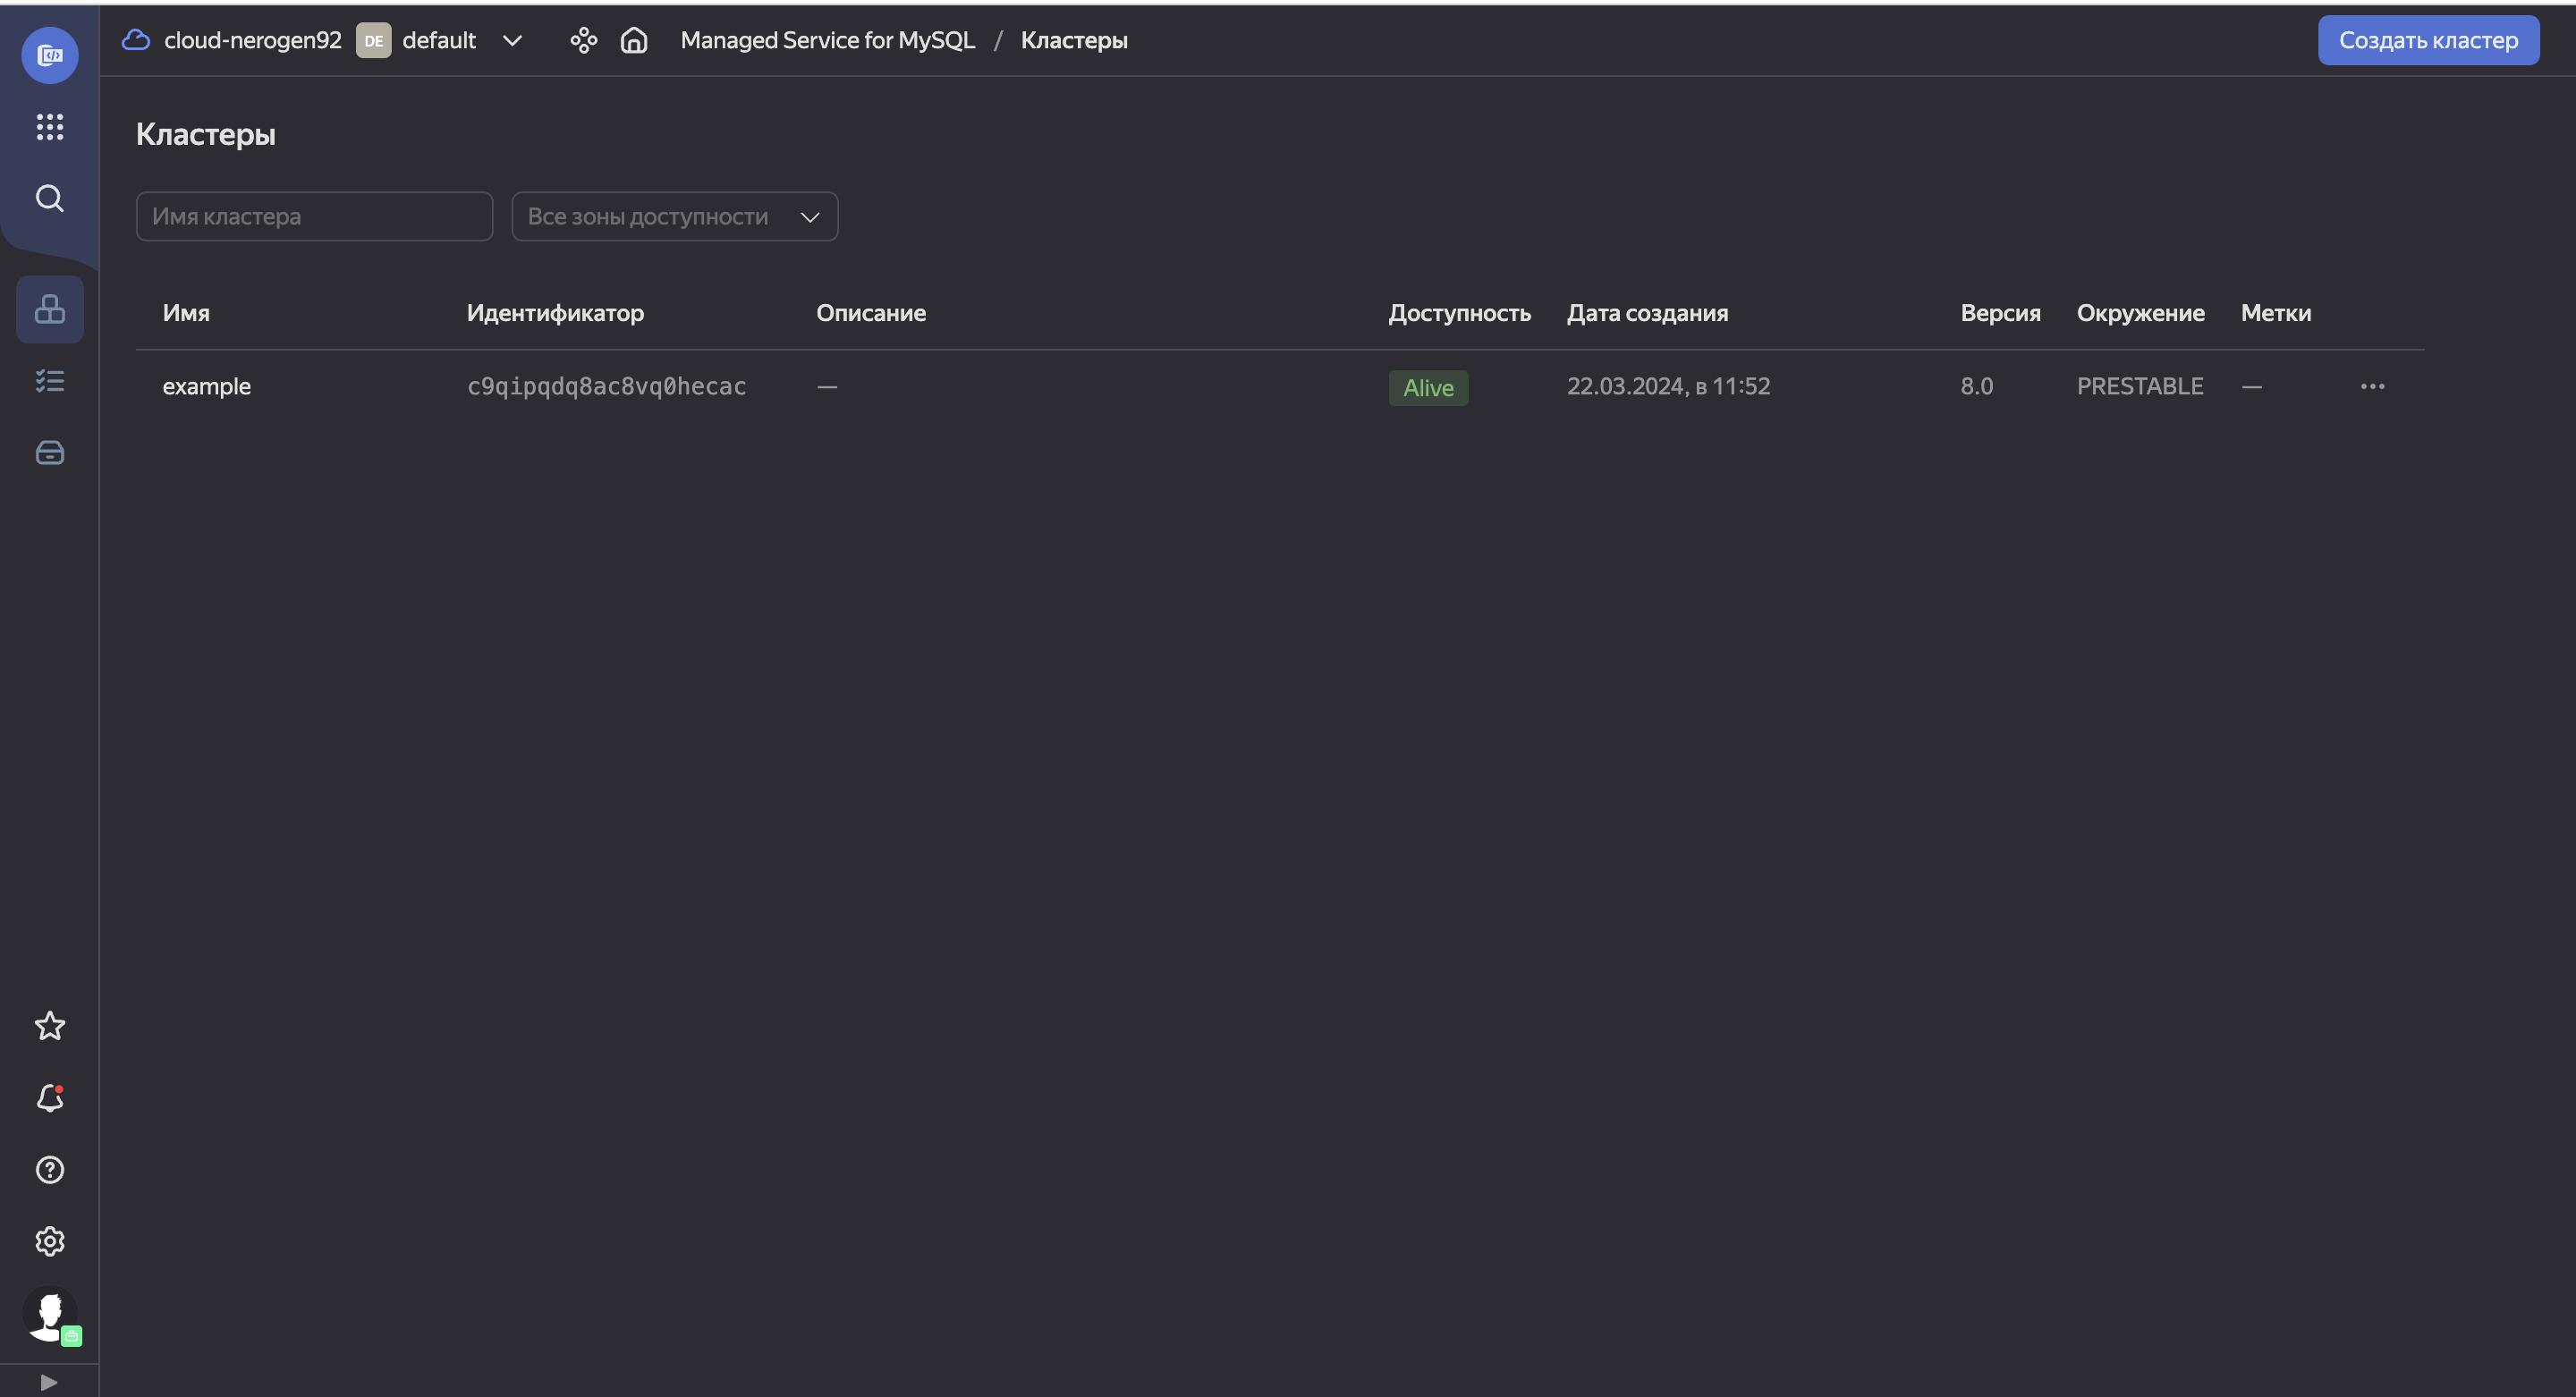 cloud-nerogen92 DE default Managed Service for MySQL / Кластеры Создать кластер
Кластеры
Имя кластера Все зоны доступности
Имя Идентификатор Описание Доступность Дата создания Версия Окружение Метки
example c9qipqdq8ac8vq0hecac — Alive 22.03.2024, в 11:52 8.0 PRESTABLE —